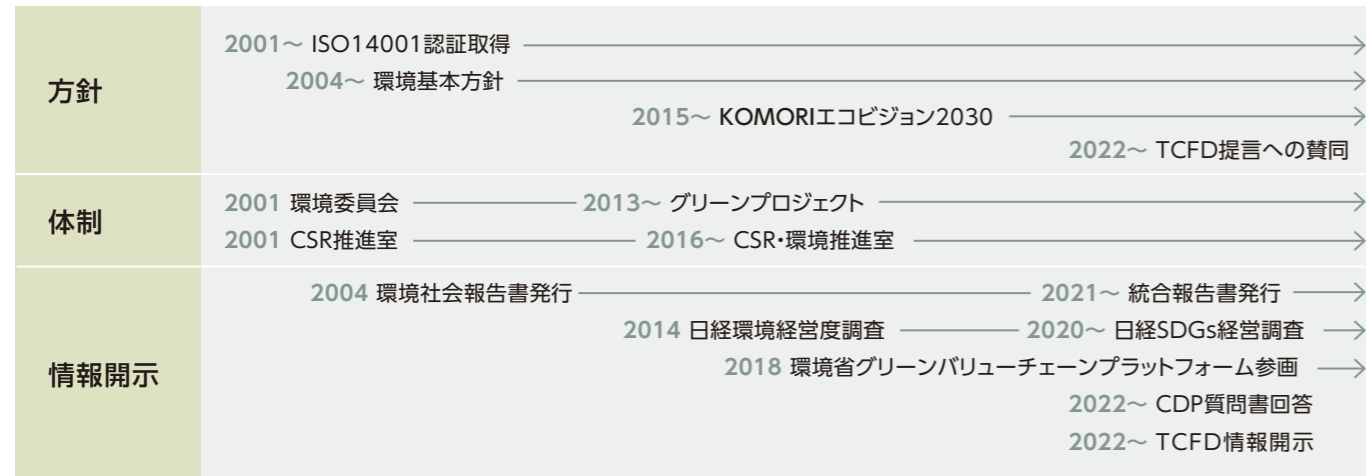 方針
2001～ ISO14001認証取得
2004～ 環境基本方針
2015～ KOMORIエコビジョン2030
2022～ TCFD提言への賛同
体制
2001 環境委員会 2013～ グリーンプロジェクト
2001 CSR推進室 2016～ CSR・環境推進室
情報開示
2004 環境社会報告書発行 2021～ 統合報告書発行
2014 日経環境経営度調査 2020～ 日経SDGs経営調査
2018 環境省グリーンバリューチェーンプラットフォーム参画
2022～ CDP質問書回答
2022～ TCFD情報開示